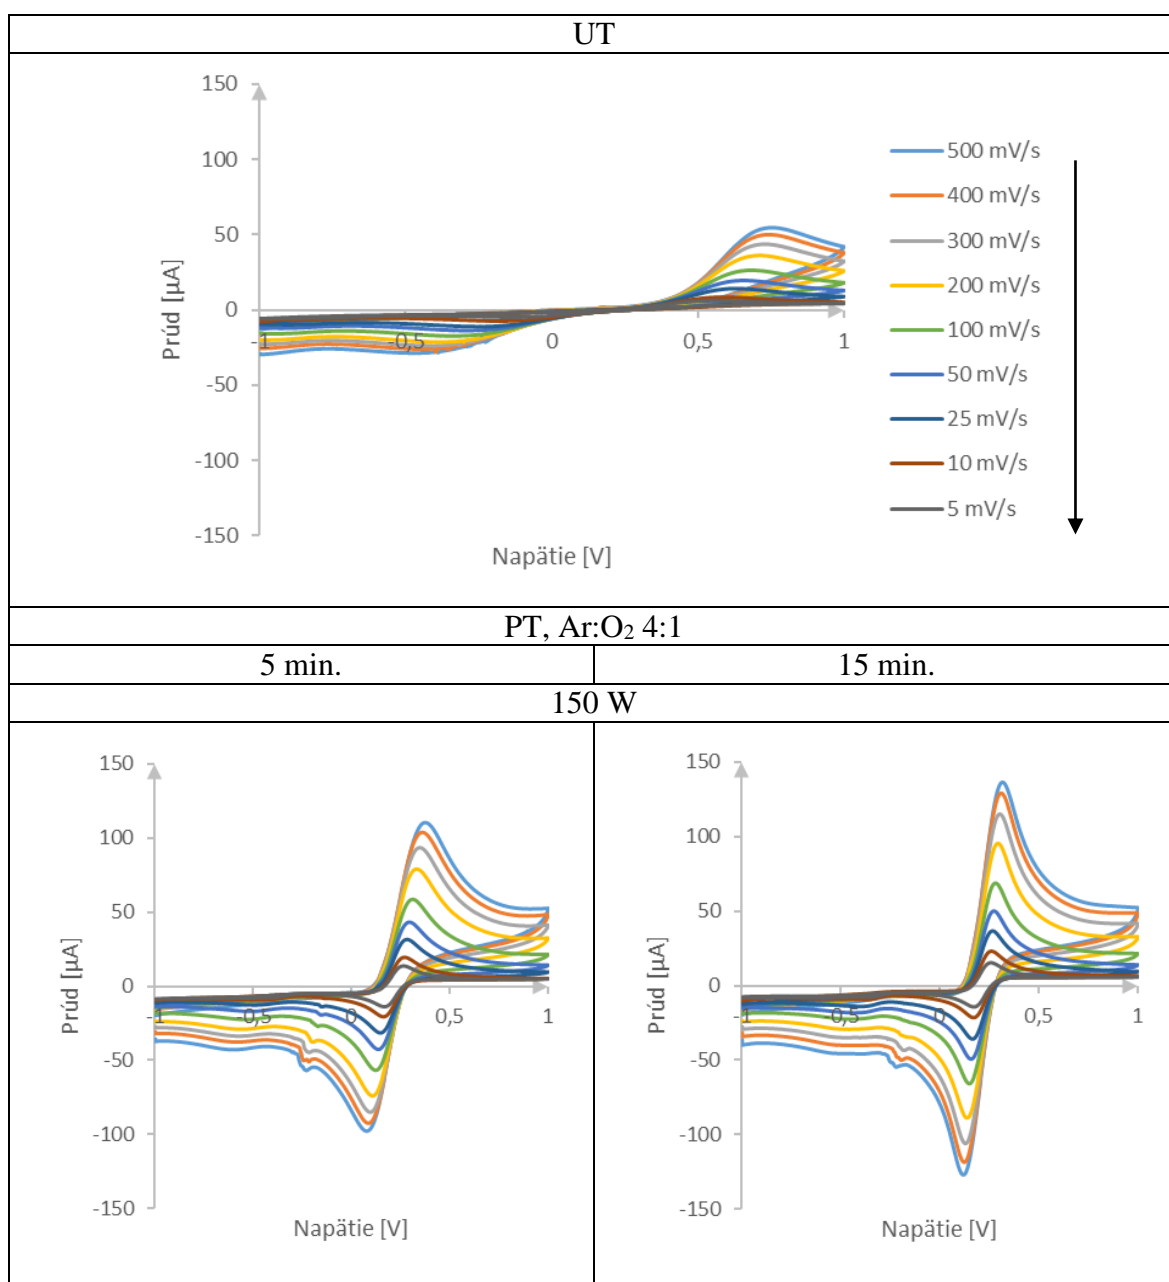 UT
150
100
50
0
-50
-100
-150
Prúd [µA]
-1
-0,5
0
0,5
1
Napätie [V]
500 mV/s
400 mV/s
300 mV/s
200 mV/s
100 mV/s
50 mV/s
25 mV/s
10 mV/s
5 mV/s
PT, Ar:O₂ 4:1
5 min.
15 min.
150 W
150
100
50
0
-50
-100
-150
Prúd [µA]
-1
-0,5
0
0,5
1
Napätie [V]
150
100
50
0
-50
-100
-150
Prúd [µA]
-1
-0,5
0
0,5
1
Napätie [V]